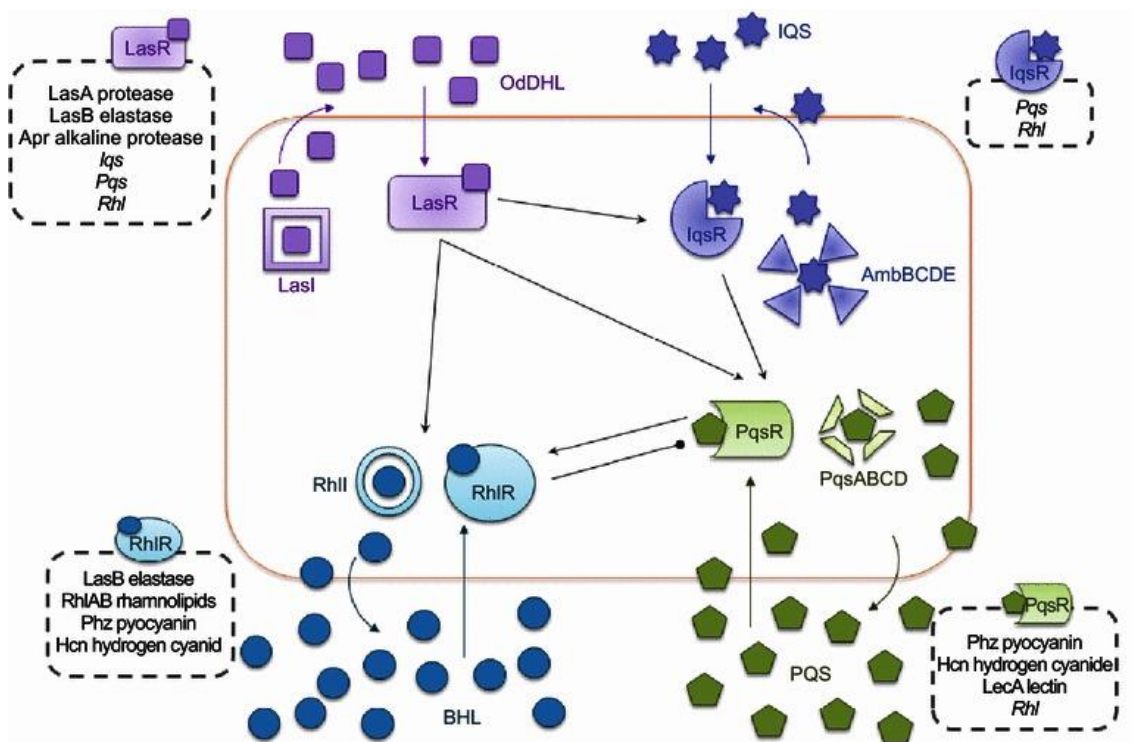 LasR
LasA protease
LasB elastase
Apr alkaline protease
Iqs
Pqs
Rhl
OdDHL
IQS
IqsR
Pqs
Rhl
LasR
LasI
IqsR
AmbBCDE
PqsR
PqsABCD
RhlI
RhlR
RhlR
LasB elastase
RhlAB rhamnolipids
Phz pyocyanin
Hcn hydrogen cyanid
BHL
PQS
PqsR
Phz pyocyanin
Hcn hydrogen cyanide
LecA lectin
Rhl